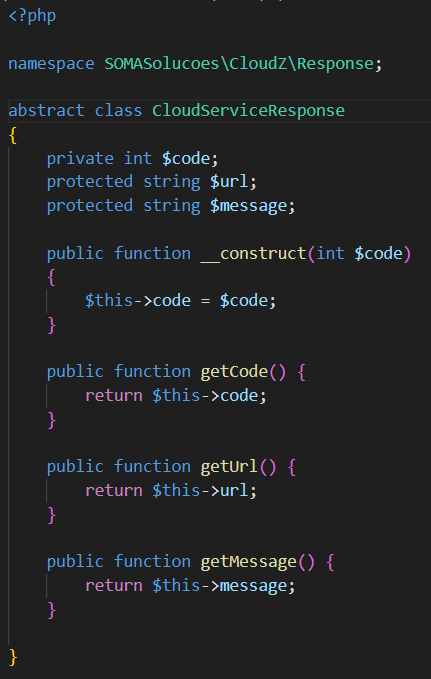 <?php
namespace SOMASolucoes\CloudZ\Response;
abstract class CloudServiceResponse
{
    private int $code;
    protected string $url;
    protected string $message;
    public function __construct(int $code)
    {
        $this->code = $code;
    }
    public function getCode() {
        return $this->code;
    }
    public function getUrl() {
        return $this->url;
    }
    public function getMessage() {
        return $this->message;
    }
}